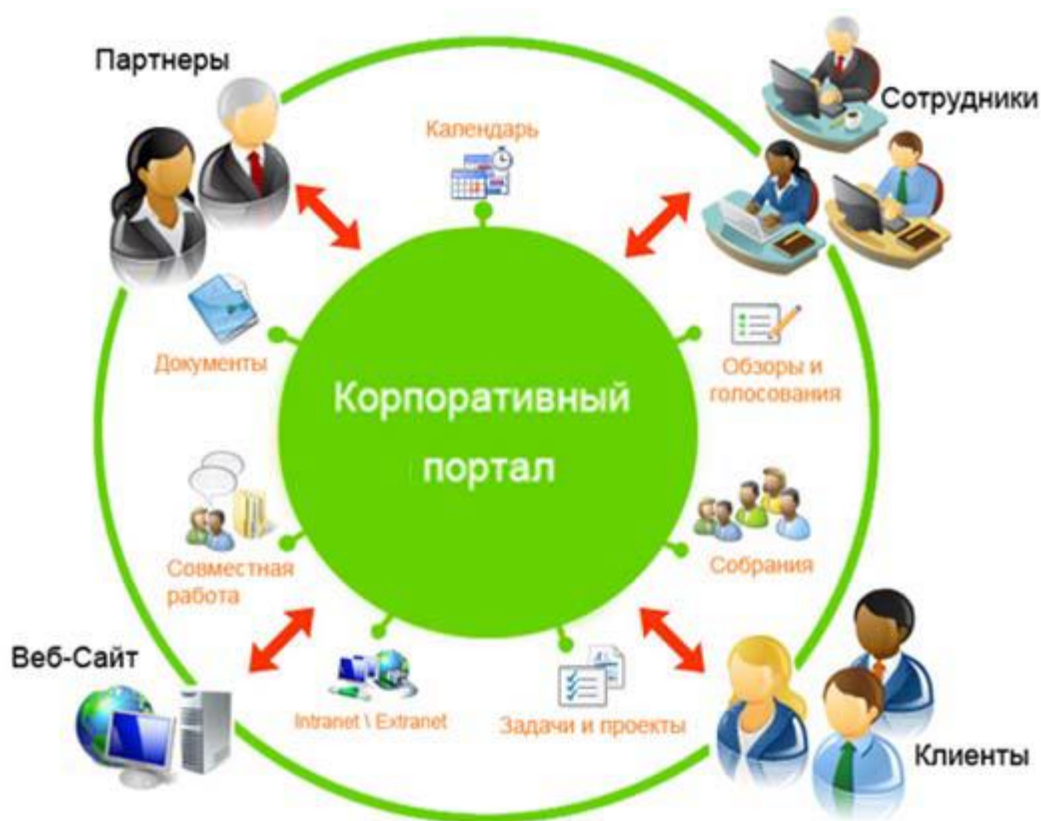 Партнеры
Сотрудники
Календарь
Документы
Обзоры и
голосования
Корпоративный
портал
Совместная
работа
Собрания
Веб-Сайт
Intranet \ Extranet
Задачи и проекты
Клиенты